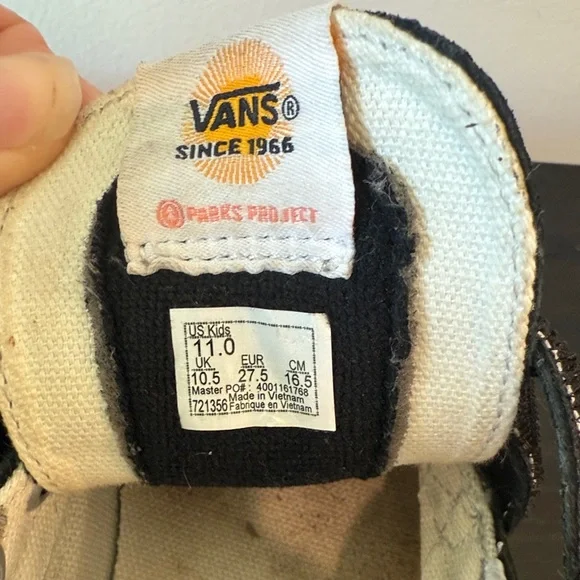 VANS®
SINCE 1966
PARKS PROJECT
US Kids
11.0
UK EUR CM
10.5 27.5 16.5
Master PO# : 4001161768
Made in Vietnam
721356 Fabriqué en Vietnam